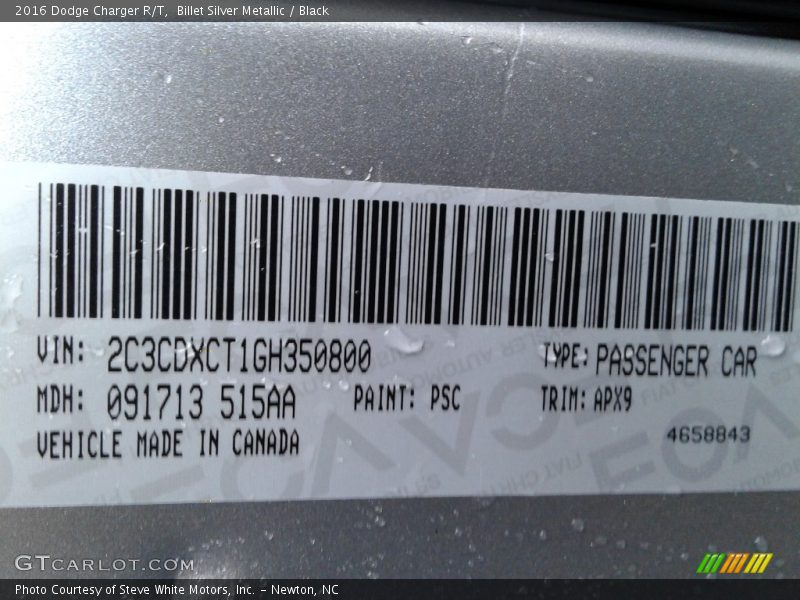 2016 Dodge Charger R/T,  Billet Silver Metallic / Black
VIN: 2C3CDXCT1GH350800 TYPE: PASSENGER CAR
MDH: 091713 515AA PAINT: PSC TRIM: APX9
VEHICLE MADE IN CANADA 4658843
GTCARLOT.COM
Photo Courtesy of Steve White Motors, Inc. – Newton, NC